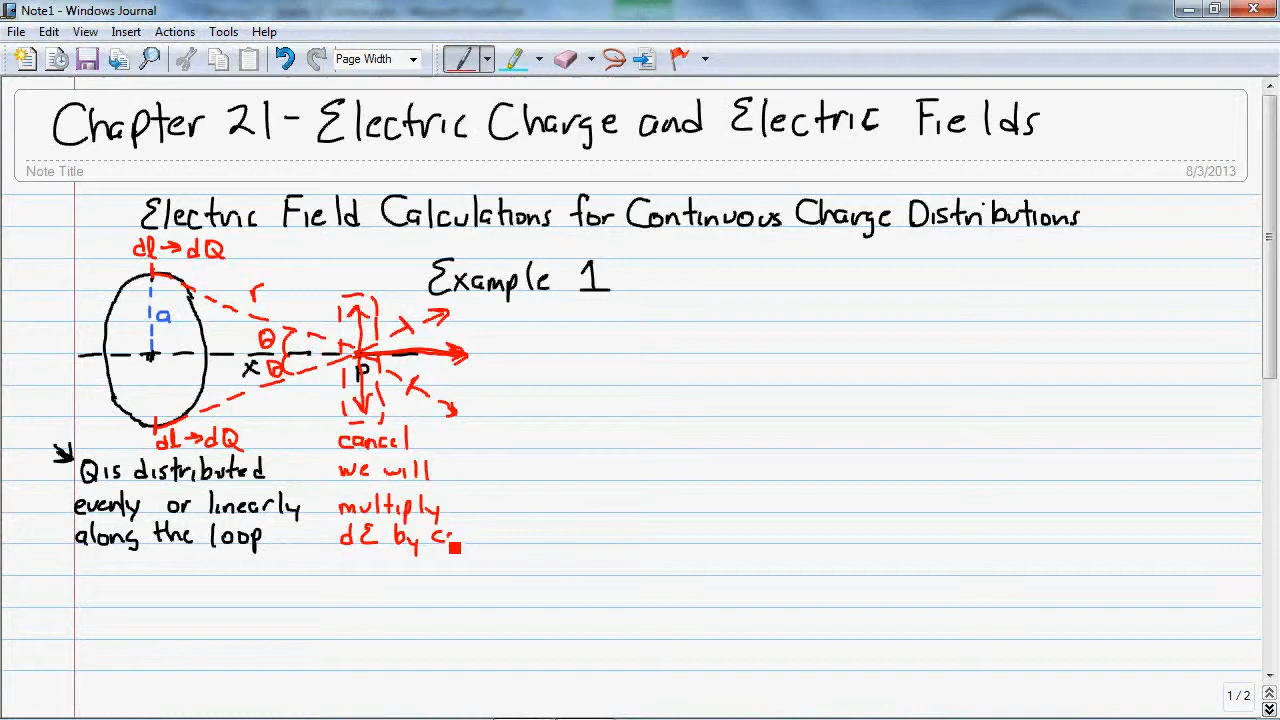 Note1 - Windows Journal
File Edit View Insert Actions Tools Help
Page Width
Chapter 21- Electric Charge and Electric Fields
Note Title
8/3/2013
Electric Field Calculations for Continuous Charge Distributions
dl→dQ
Example 1
r
a
θ
x θ
P
dl→dQ
cancel
Q is distributed
evenly or linearly
along the loop
we will
multiply
dE by c
1 / 2